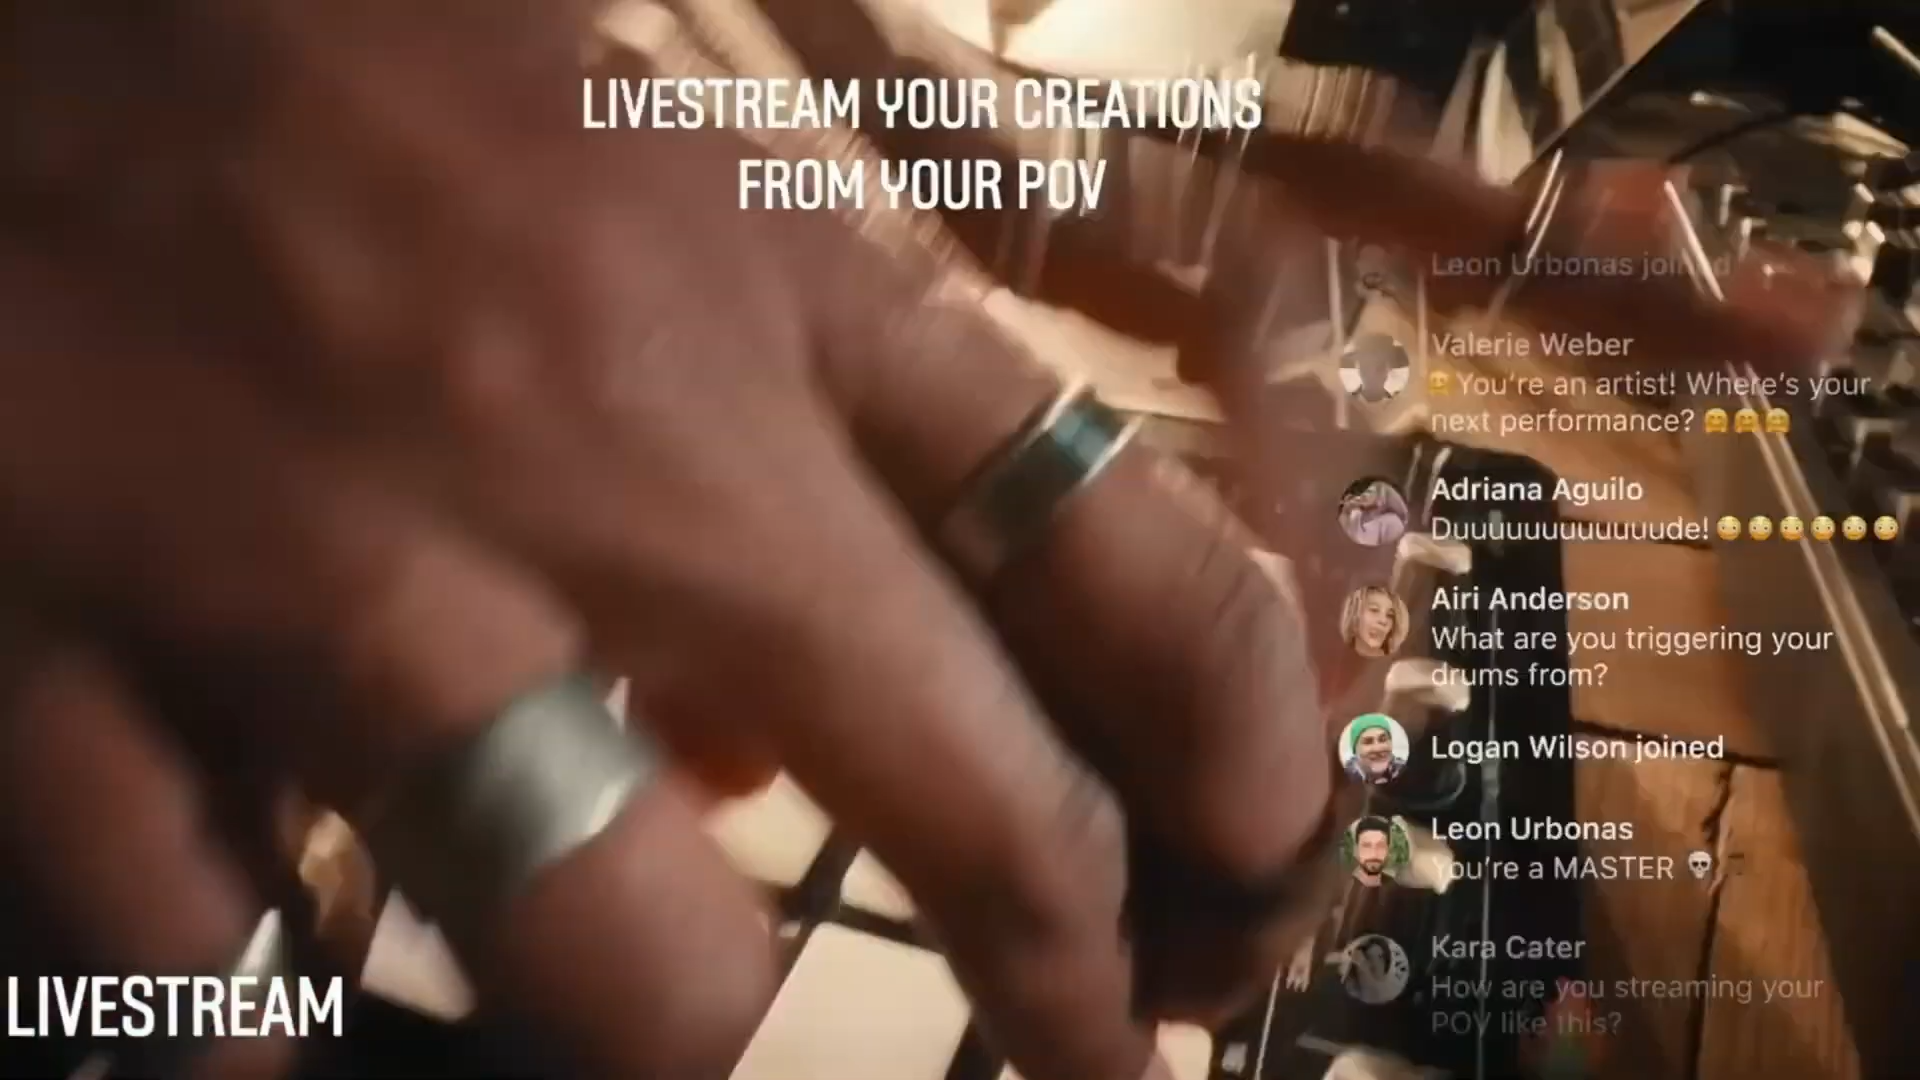 LIVESTREAM YOUR CREATIONS
FROM YOUR POV
Leon Urbonas joined
Valerie Weber
🤗You're an artist! Where's your
next performance? 🤗🤗🤗
Adriana Aguilo
Duuuuuuuuuuuude! 😳😳😳😳😳😳
Airi Anderson
What are you triggering your
drums from?
Logan Wilson joined
Leon Urbonas
You're a MASTER 💀
Kara Cater
How are you streaming your
POV like this?
LIVESTREAM